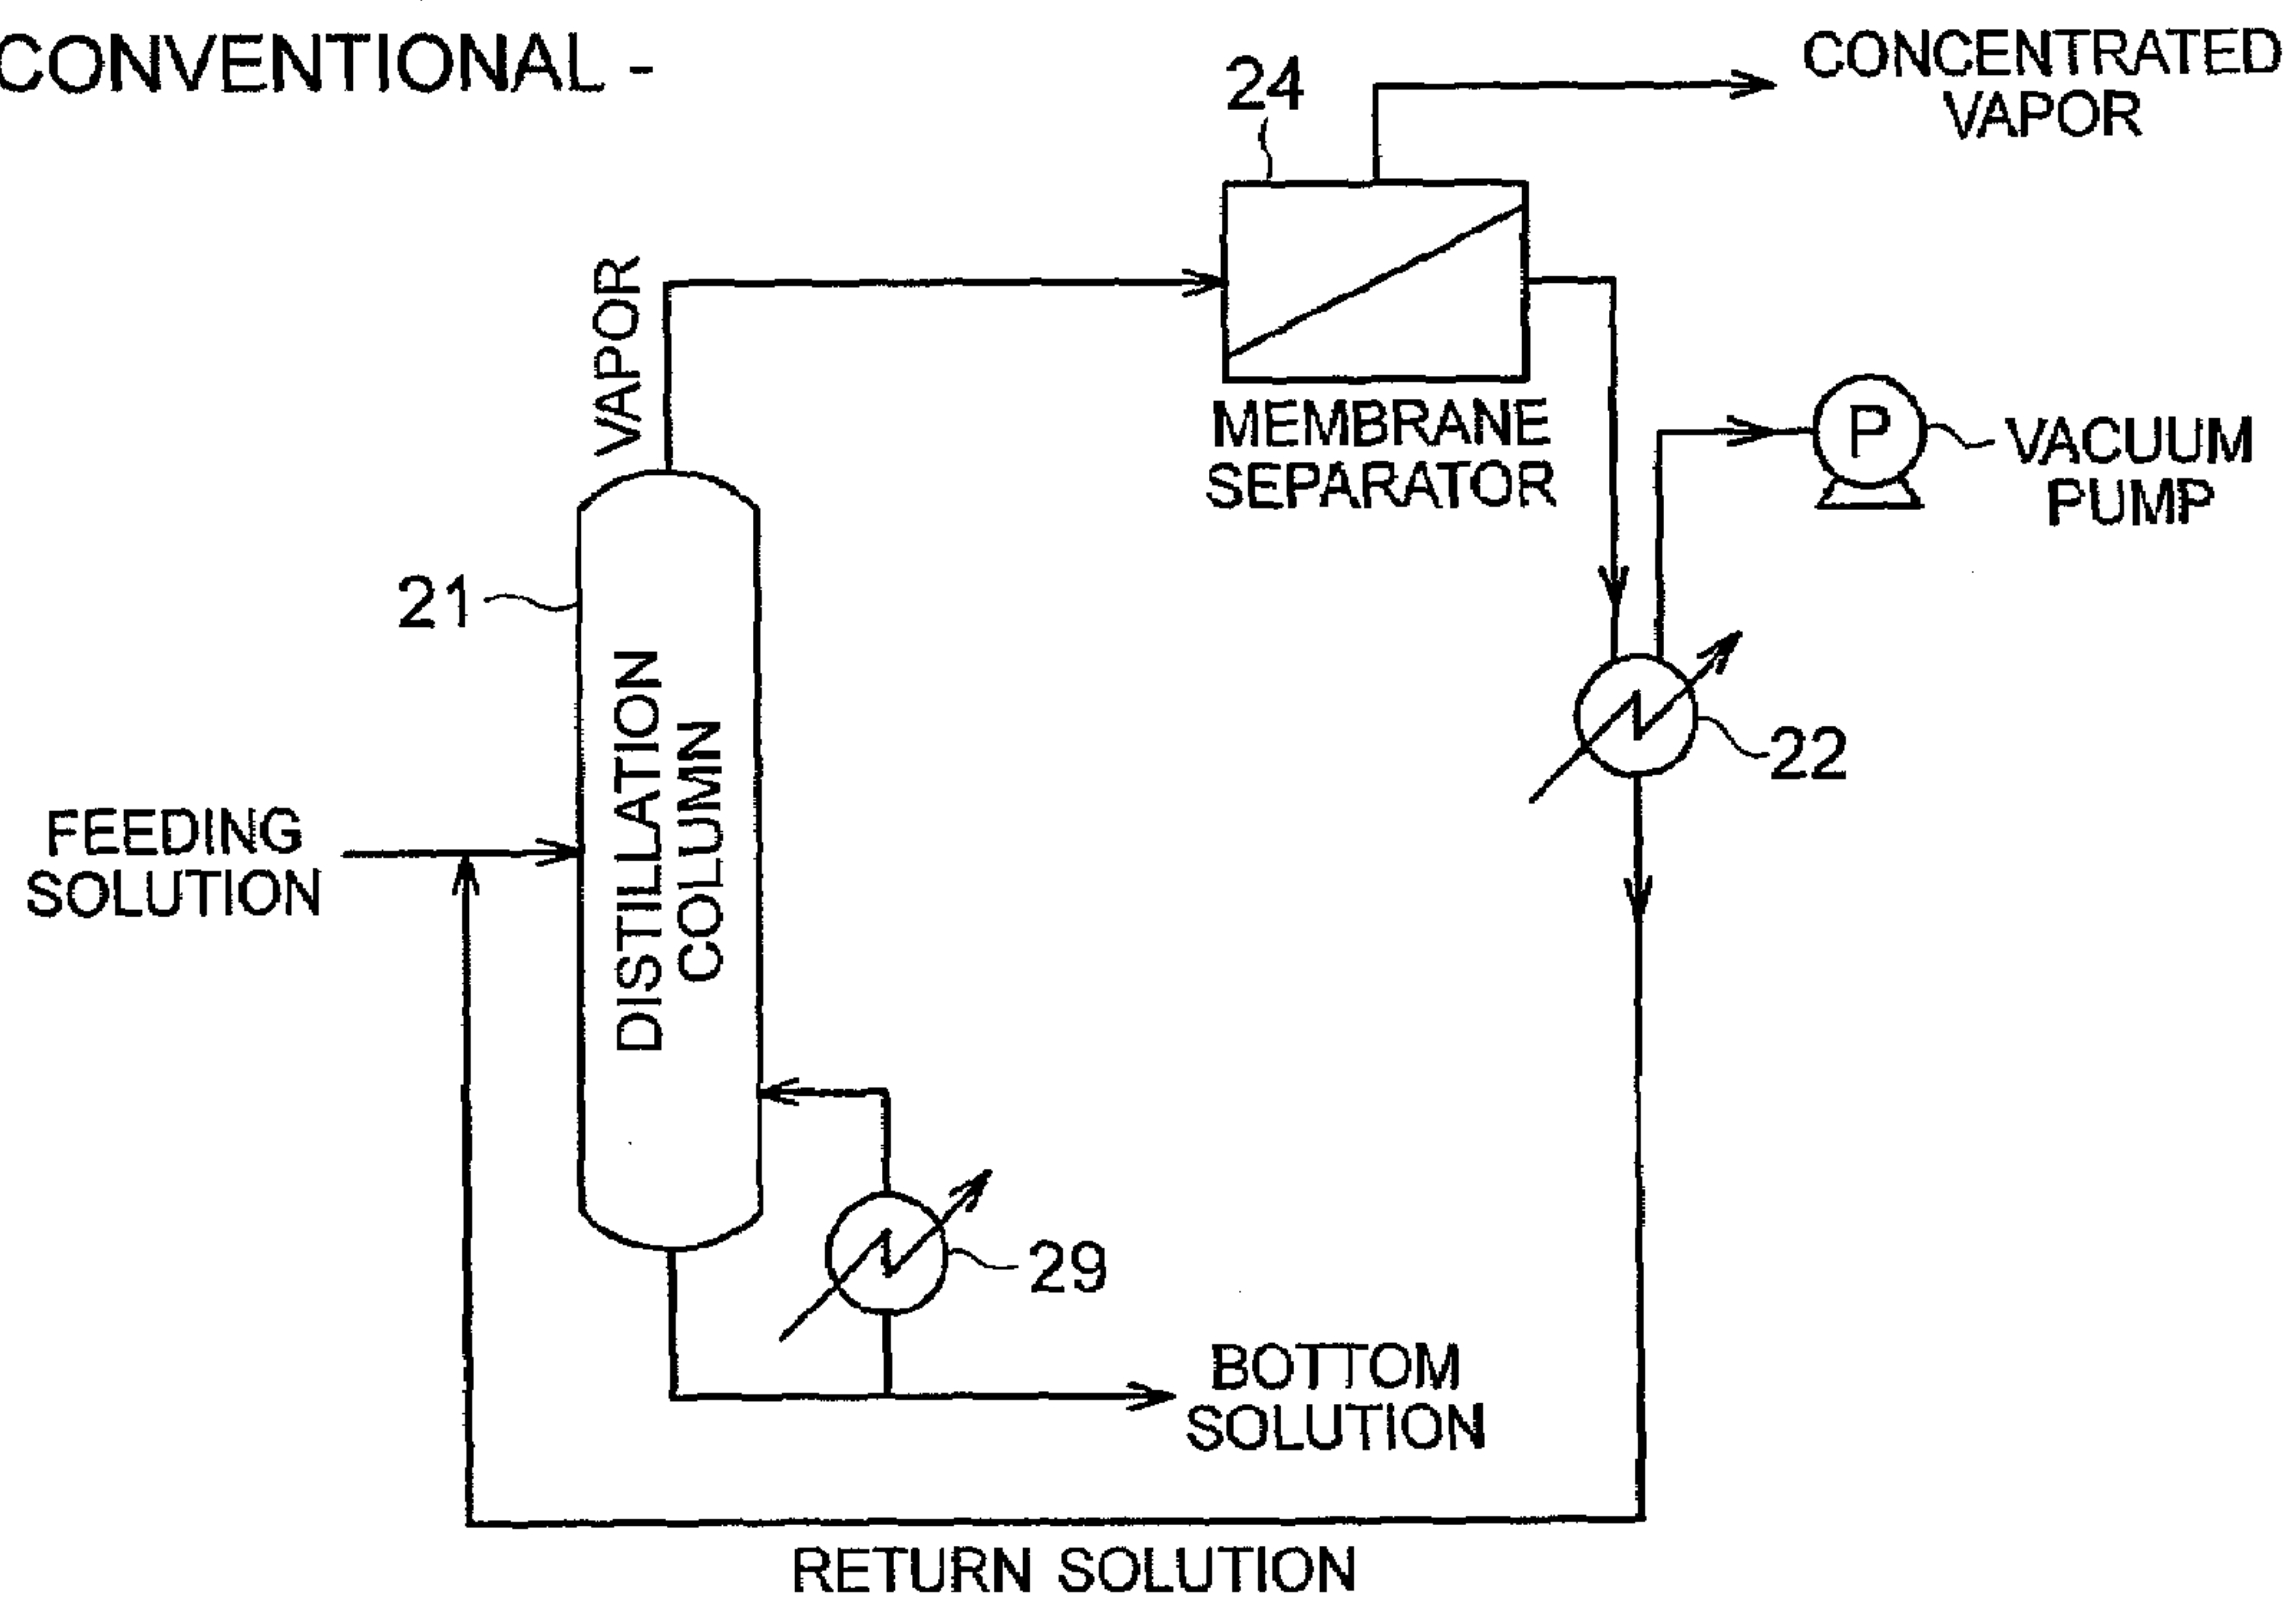 CONVENTIONAL -
CONCENTRATED
VAPOR
24
VAPOR
MEMBRANE
SEPARATOR
P
VACUUM
PUMP
21
DISTILLATION
COLUMN
22
FEEDING
SOLUTION
29
BOTTOM
SOLUTION
RETURN SOLUTION